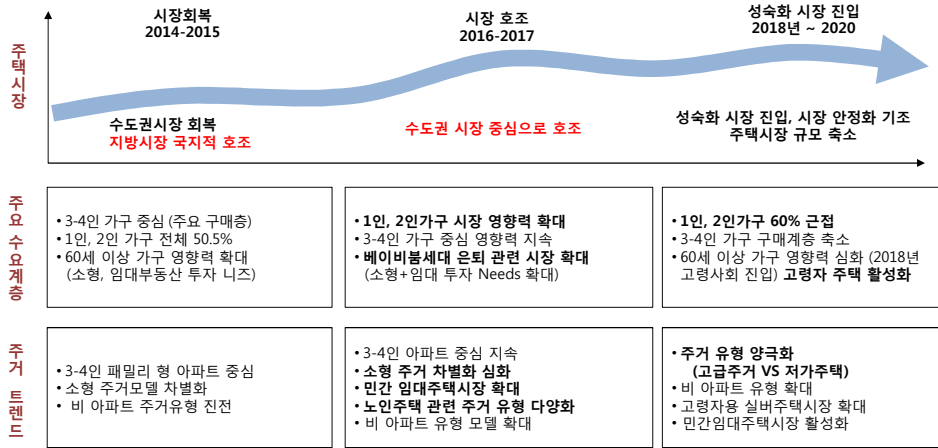 시장회복
2014-2015
시장 호조
2016-2017
성숙화 시장 진입
2018년 ~ 2020
주택시장
수도권시장 회복
지방시장 국지적 호조
수도권 시장 중심으로 호조
성숙화 시장 진입, 시장 안정화 기조
주택시장 규모 축소
주요 수요계층
• 3-4인 가구 중심 (주요 구매층)
• 1인, 2인 가구 전체 50.5%
• 60세 이상 가구 영향력 확대
(소형, 임대부동산 투자 니즈)
• 1인, 2인가구 시장 영향력 확대
• 3-4인 가구 중심 영향력 지속
• 베이비붐세대 은퇴 관련 시장 확대
(소형+임대 투자 Needs 확대)
• 1인, 2인가구 60% 근접
• 3-4인 가구 구매계층 축소
• 60세 이상 가구 영향력 심화 (2018년
고령사회 진입) 고령자 주택 활성화
주거 트렌드
• 3-4인 패밀리 형 아파트 중심
• 소형 주거모델 차별화
• 비 아파트 주거유형 진전
• 3-4인 아파트 중심 지속
• 소형 주거 차별화 심화
• 민간 임대주택시장 확대
• 노인주택 관련 주거 유형 다양화
• 비 아파트 유형 모델 확대
• 주거 유형 양극화
(고급주거 VS 저가주택)
• 비 아파트 유형 확대
• 고령자용 실버주택시장 확대
• 민간임대주택시장 활성화